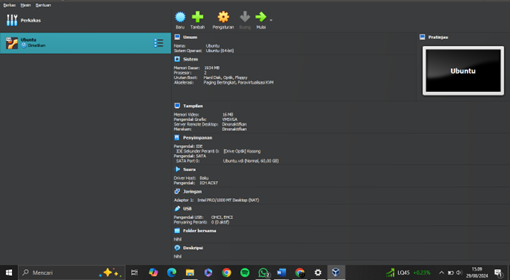 Berkas Mesin Bantuan
Perkakas
Baru Tambah Pengaturan Buang Mulai
Ubuntu
Dimatikan
Umum
Nama: Ubuntu
Sistem Operasi: Ubuntu (64-bit)
Sistem
Memori Dasar: 1834 MB
Prosesor: 2
Urutan Boot: Hard Disk, Optik, Floppy
Akselerasi: Paging Bertingkat, Paravirtualisasi KVM
Tampilan
Memori Video: 16 MB
Pengendali Grafis: VMSVGA
Server Remote Desktop: Dinonaktifkan
Merekam: Dinonaktifkan
Penyimpanan
Pengendali: IDE
IDE Sekunder Peranti 0: [Drive Optik] Kosong
Pengendali: SATA
SATA Port 0: Ubuntu.vdi (Normal, 60,00 GB)
Suara
Driver Host: Baku
Pengendali: ICH AC97
Jaringan
Adaptor 1: Intel PRO/1000 MT Desktop (NAT)
USB
Pengendali USB: OHCI, EHCI
Penyaring Peranti: 0 (0 aktif)
Folder bersama
Nihil
Deskripsi
Nihil
Pratinjau
Ubuntu
Mencari
LQ45 +0,23%
15.09
29/08/2024